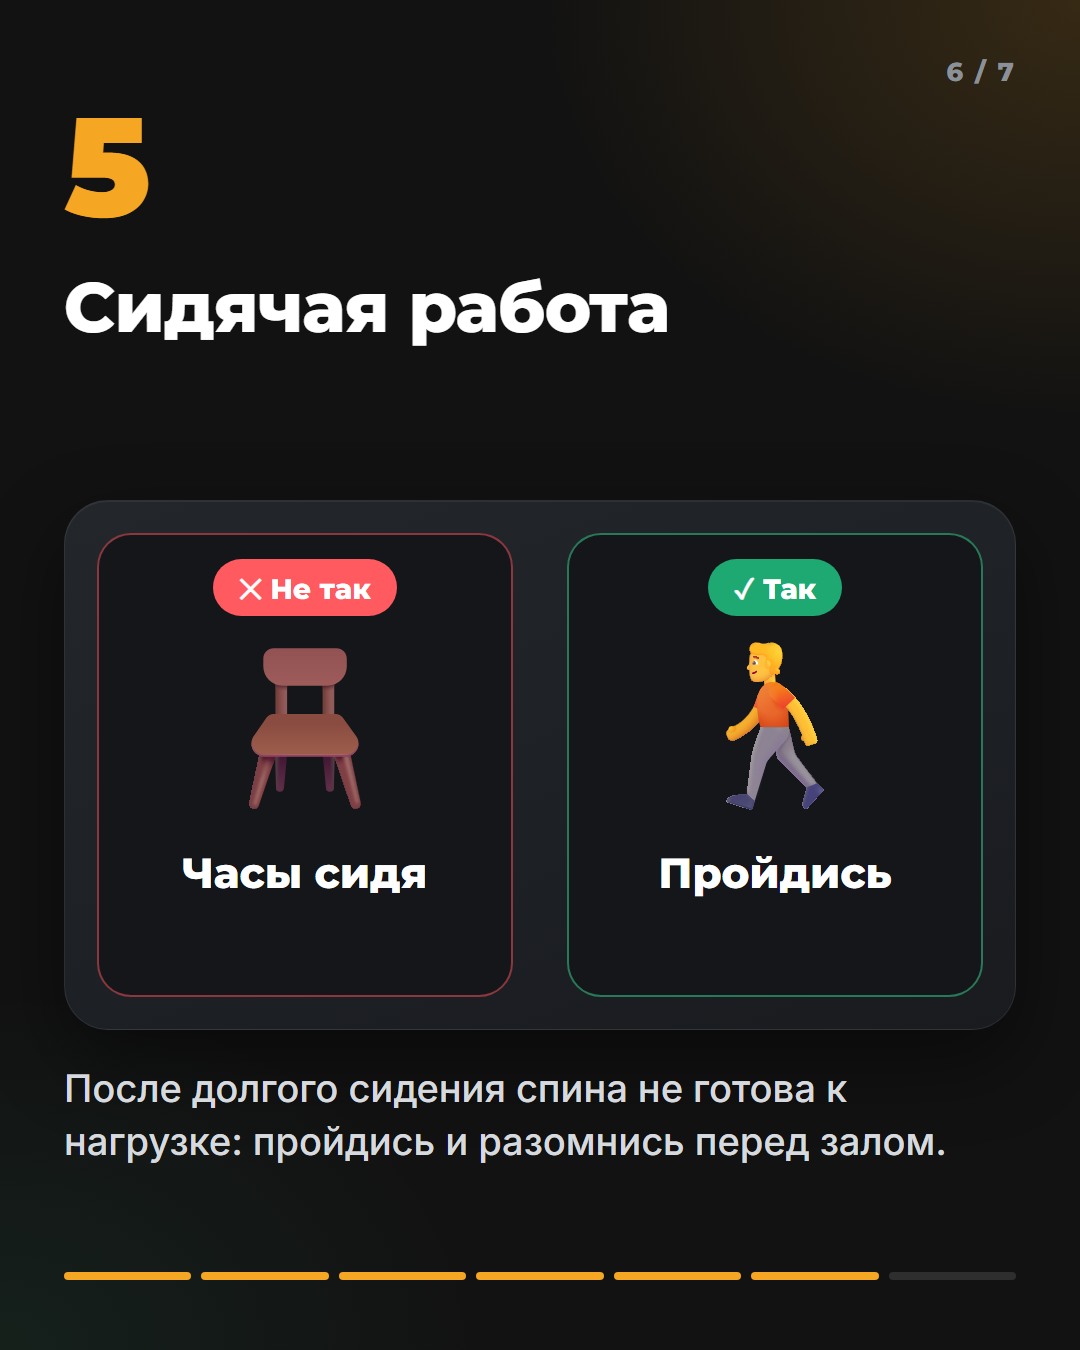 6 / 7
5
Сидячая работа
✕ Не так
✓ Так
Часы сидя
Пройдись
После долгого сидения спина не готова к
нагрузке: пройдись и разомнись перед залом.